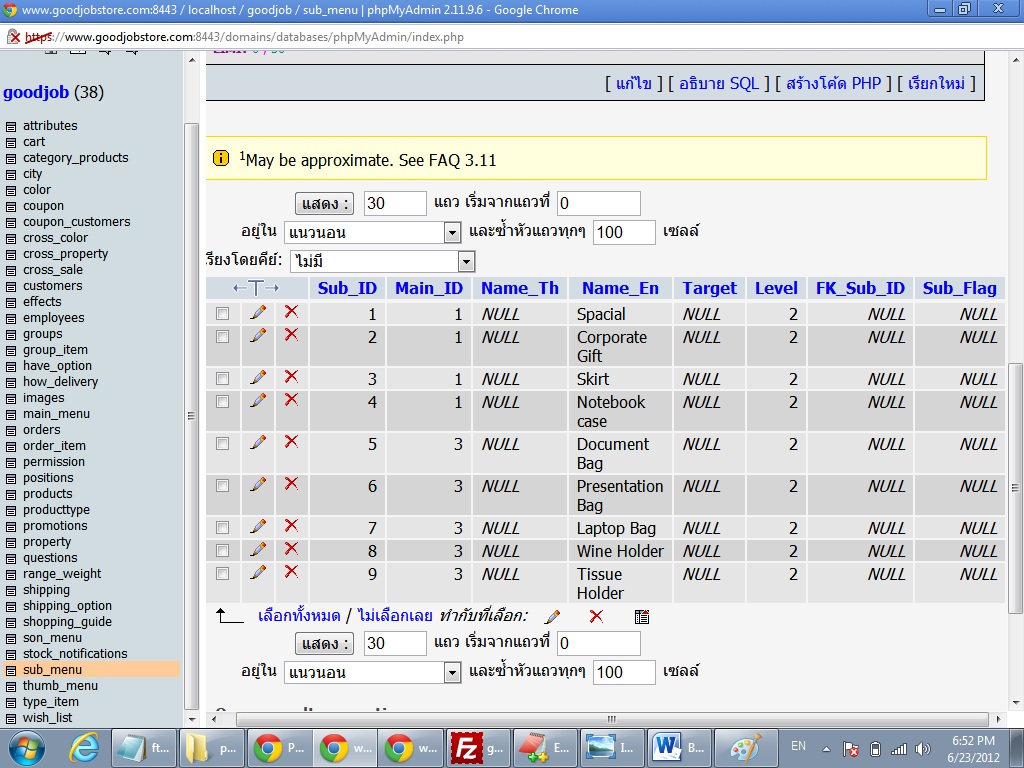 www.goodjobstore.com:8443 / localhost / goodjob / sub_menu | phpMyAdmin 2.11.9.6 - Google Chrome
https://www.goodjobstore.com:8443/domains/databases/phpMyAdmin/index.php
goodjob (38)
attributes
cart
category_products
city
color
coupon
coupon_customers
cross_color
cross_property
cross_sale
customers
effects
employees
groups
group_item
have_option
how_delivery
images
main_menu
orders
order_item
permission
positions
products
producttype
promotions
property
questions
range_weight
shipping
shipping_option
shopping_guide
son_menu
stock_notifications
sub_menu
thumb_menu
type_item
wish_list
[ แก้ไข ] [ อธิบาย SQL ] [ สร้างโค้ด PHP ] [ เรียกใหม่ ]
1May be approximate. See FAQ 3.11
แสดง : 30 แถว เริ่มจากแถวที่ 0
อยู่ใน แนวนอน และซ้ำหัวแถวทุกๆ 100 เซลล์
เรียงโดยคีย์: ไม่มี
←T→ Sub_ID Main_ID Name_Th Name_En Target Level FK_Sub_ID Sub_Flag
1 1 NULL Spacial NULL 2 NULL NULL
2 1 NULL Corporate Gift NULL 2 NULL NULL
3 1 NULL Skirt NULL 2 NULL NULL
4 1 NULL Notebook case NULL 2 NULL NULL
5 3 NULL Document Bag NULL 2 NULL NULL
6 3 NULL Presentation Bag NULL 2 NULL NULL
7 3 NULL Laptop Bag NULL 2 NULL NULL
8 3 NULL Wine Holder NULL 2 NULL NULL
9 3 NULL Tissue Holder NULL 2 NULL NULL
เลือกทั้งหมด / ไม่เลือกเลย ทำกับที่เลือก:
แสดง : 30 แถว เริ่มจากแถวที่ 0
อยู่ใน แนวนอน และซ้ำหัวแถวทุกๆ 100 เซลล์
ft... p... P... w... w... g... E... I... B... EN 6:52 PM
6/23/2012